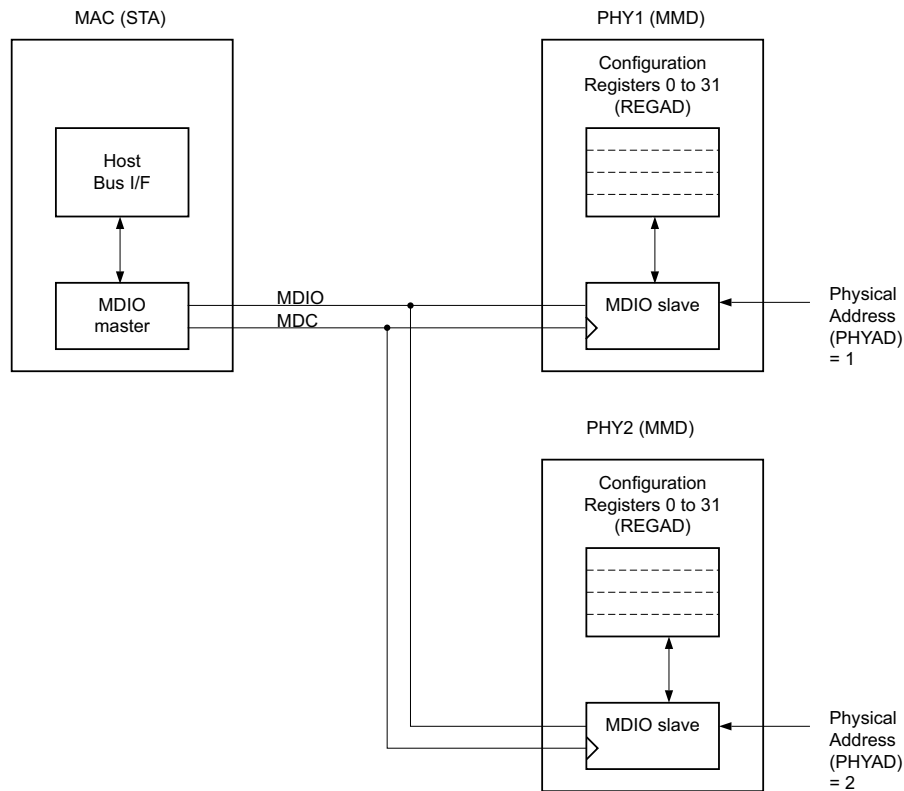 MAC (STA)
PHY1 (MMD)
Configuration
Registers 0 to 31
(REGAD)
Host
Bus I/F
MDIO
master
MDIO
MDC
MDIO slave
Physical
Address
(PHYAD)
= 1
PHY2 (MMD)
Configuration
Registers 0 to 31
(REGAD)
MDIO slave
Physical
Address
(PHYAD)
= 2